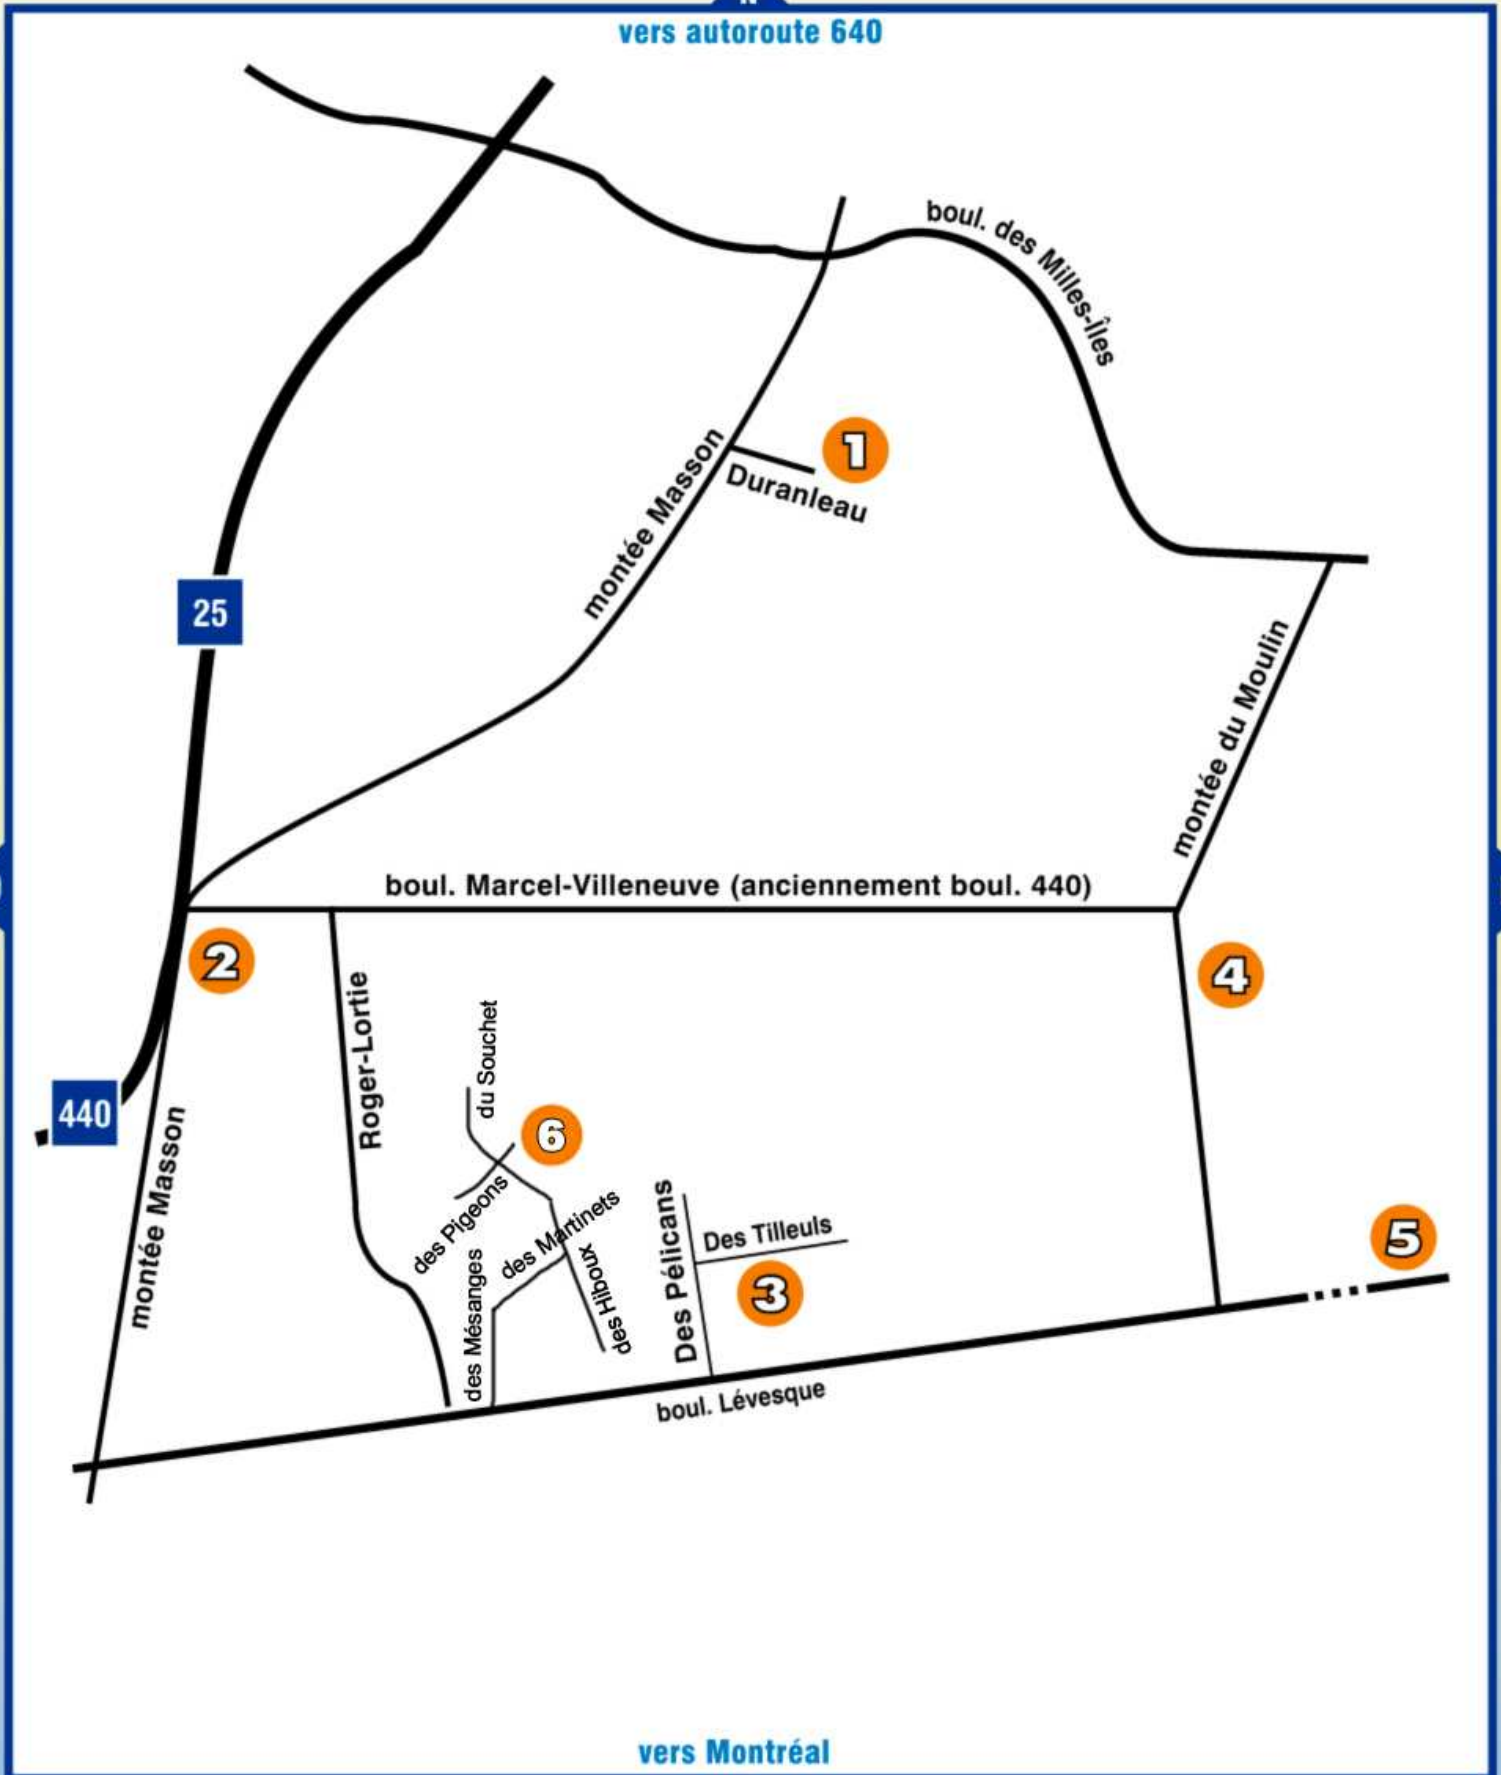 vers autoroute 640
boul. des Milles-Îles
1
montée Masson
Duranleau
25
montée du Moulin
boul. Marcel-Villeneuve (anciennement boul. 440)
2
4
Roger-Lortie
du Souchet
440
6
montée Masson
des Pigeons
des Martinets
des Mésanges
des Hiboux
Des Pélicans
Des Tilleuls
3
5
boul. Lévesque
vers Montréal